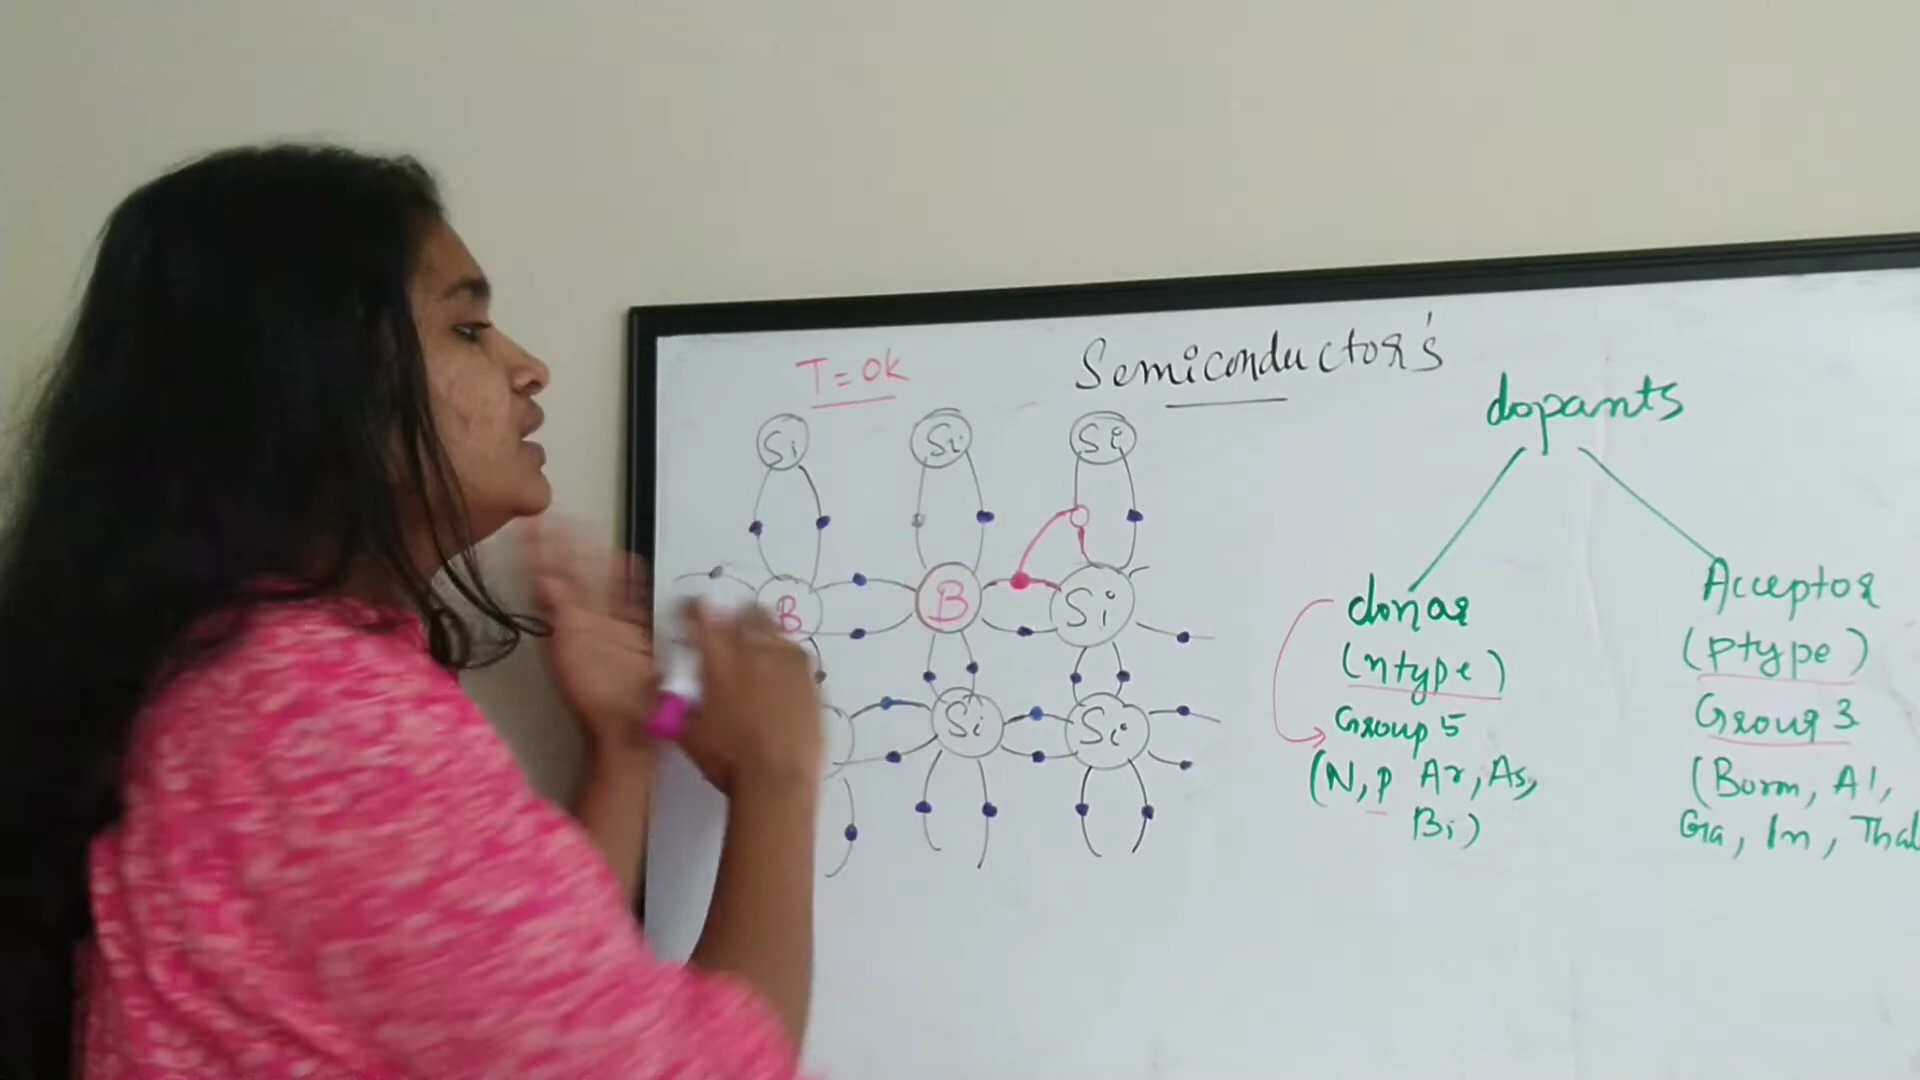 T=0k
Semiconductor's
Si Si Si
B B Si
Si Si
dopants
donar
(ntype)
Group 5
(N, p Ar, As,
Bi)
Acceptor
(ptype)
Group 3
(Borm, Al,
Ga, In, Thal